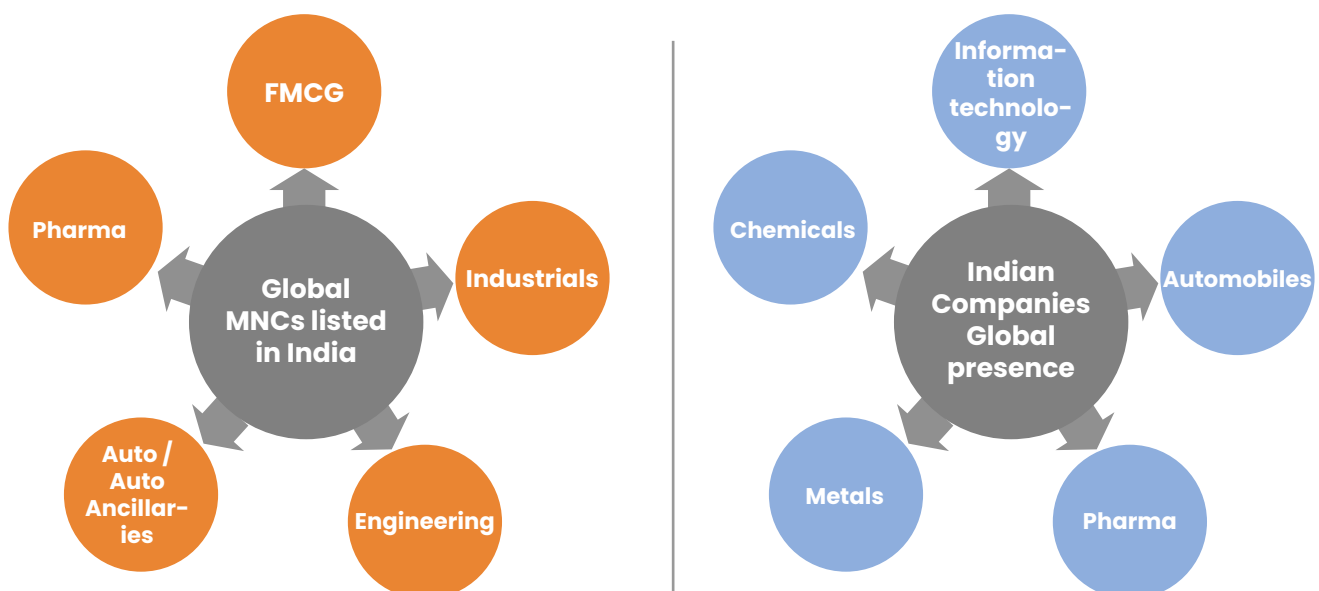 FMCG
Industrials
Engineering
Auto /
Auto
Ancillar-
ies
Pharma
Global
MNCs listed
in India
Informa-
tion
technolo-
gy
Automobiles
Pharma
Metals
Chemicals
Indian
Companies
Global
presence